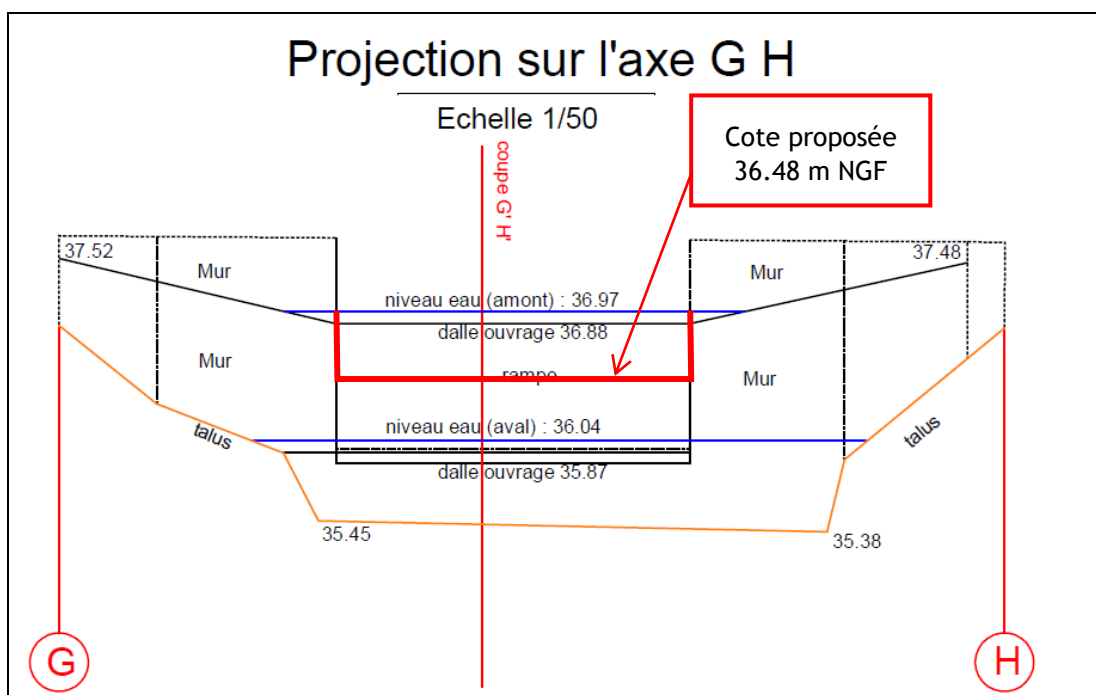 Projection sur l'axe G H
Echelle 1/50
Cote proposée
36.48 m NGF
coupe G' H'
37.52
Mur
Mur
37.48
niveau eau (amont) : 36.97
dalle ouvrage 36.88
Mur
rampe
Mur
talus
niveau eau (aval) : 36.04
talus
dalle ouvrage 35.87
35.45
35.38
G
H